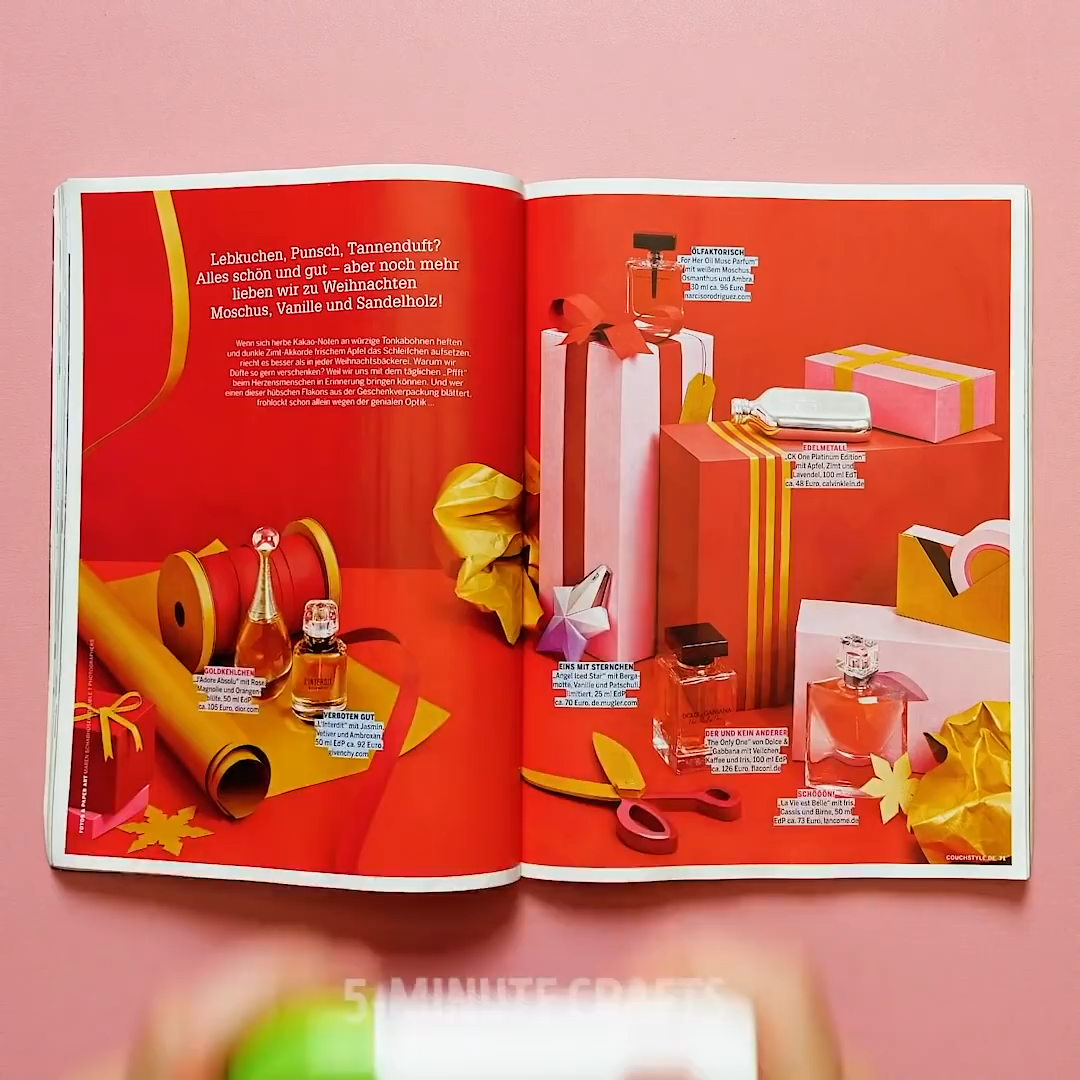 Lebkuchen, Punsch, Tannenduft?
Alles schön und gut – aber noch mehr
lieben wir zu Weihnachten
Moschus, Vanille und Sandelholz!
Wenn sich herbe Kakao-Noten an würzige Tonkabohnen heften
und dunkle Zimt-Akkorde frischem Apfel das Schleifchen aufsetzen,
riecht es besser als in jeder Weihnachtsbäckerei. Warum wir
Düfte so gern verschenken? Weil wir uns mit dem täglichen „Pffft“
beim Herzensmenschen in Erinnerung bringen können. Und wer
einen dieser hübschen Flakons aus der Geschenkverpackung blättert,
frohlockt schon allein wegen der genialen Optik ...
GOLDKEHLCHEN
„J'Adore Absolu“ mit Rose,
Magnolie und Orangen-
blüte, 50 ml EdP
ca. 105 Euro, dior.com
VERBOTEN GUT
„L'Interdit“ mit Jasmin,
Vetiver und Ambroxan,
50 ml EdP ca. 92 Euro,
givenchy.com
L'INTERDIT
FOTOS & PAPER ART
ÖLFAKTORISCH
„For Her Oil Musc Parfum“
mit weißem Moschus,
Osmanthus und Ambra,
30 ml ca. 96 Euro,
narcisorodriguez.com
EDELMETALL
„CK One Platinum Edition“
mit Apfel, Zimt und
Lavendel, 100 ml EdT
ca. 48 Euro, calvinklein.de
EINS MIT STERNCHEN
„Angel Iced Star“ mit Berga-
motte, Vanille und Patschuli,
limitiert, 25 ml EdP
ca. 70 Euro, de.mugler.com
DOLCE & GABBANA
DER UND KEIN ANDERER
„The Only One“ von Dolce &
Gabbana mit Veilchen,
Kaffee und Iris, 100 ml EdP
ca. 126 Euro, flaconi.de
SCHÖÖÖN!
„La Vie est Belle“ mit Iris,
Cassis und Birne, 50 ml
EdP ca. 73 Euro, lancome.de
COUCHSTYLE.DE 71
5-MINUTE CRAFTS